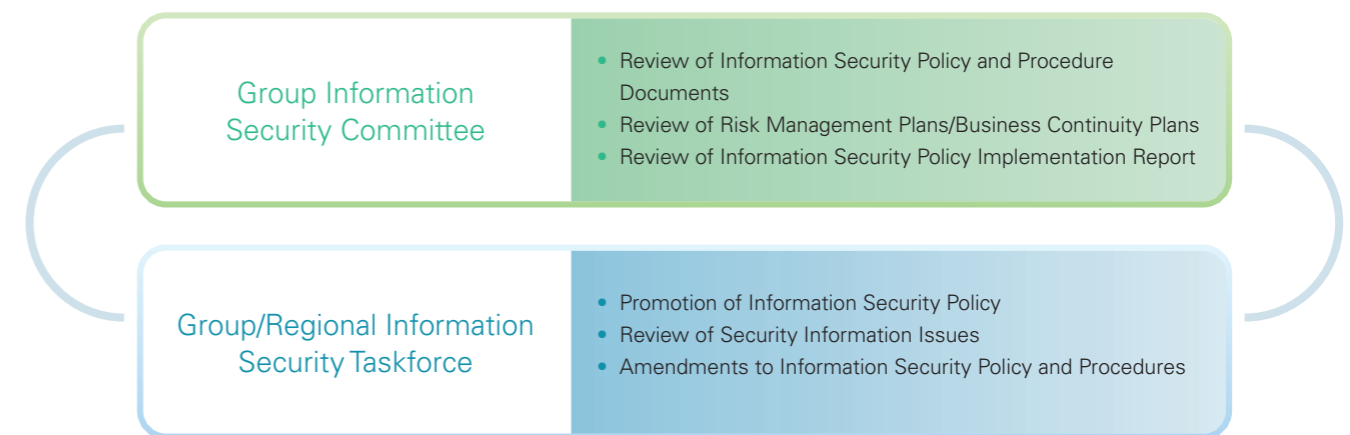 Group Information
Security Committee
• Review of Information Security Policy and Procedure
Documents
• Review of Risk Management Plans/Business Continuity Plans
• Review of Information Security Policy Implementation Report
Group/Regional Information
Security Taskforce
• Promotion of Information Security Policy
• Review of Security Information Issues
• Amendments to Information Security Policy and Procedures